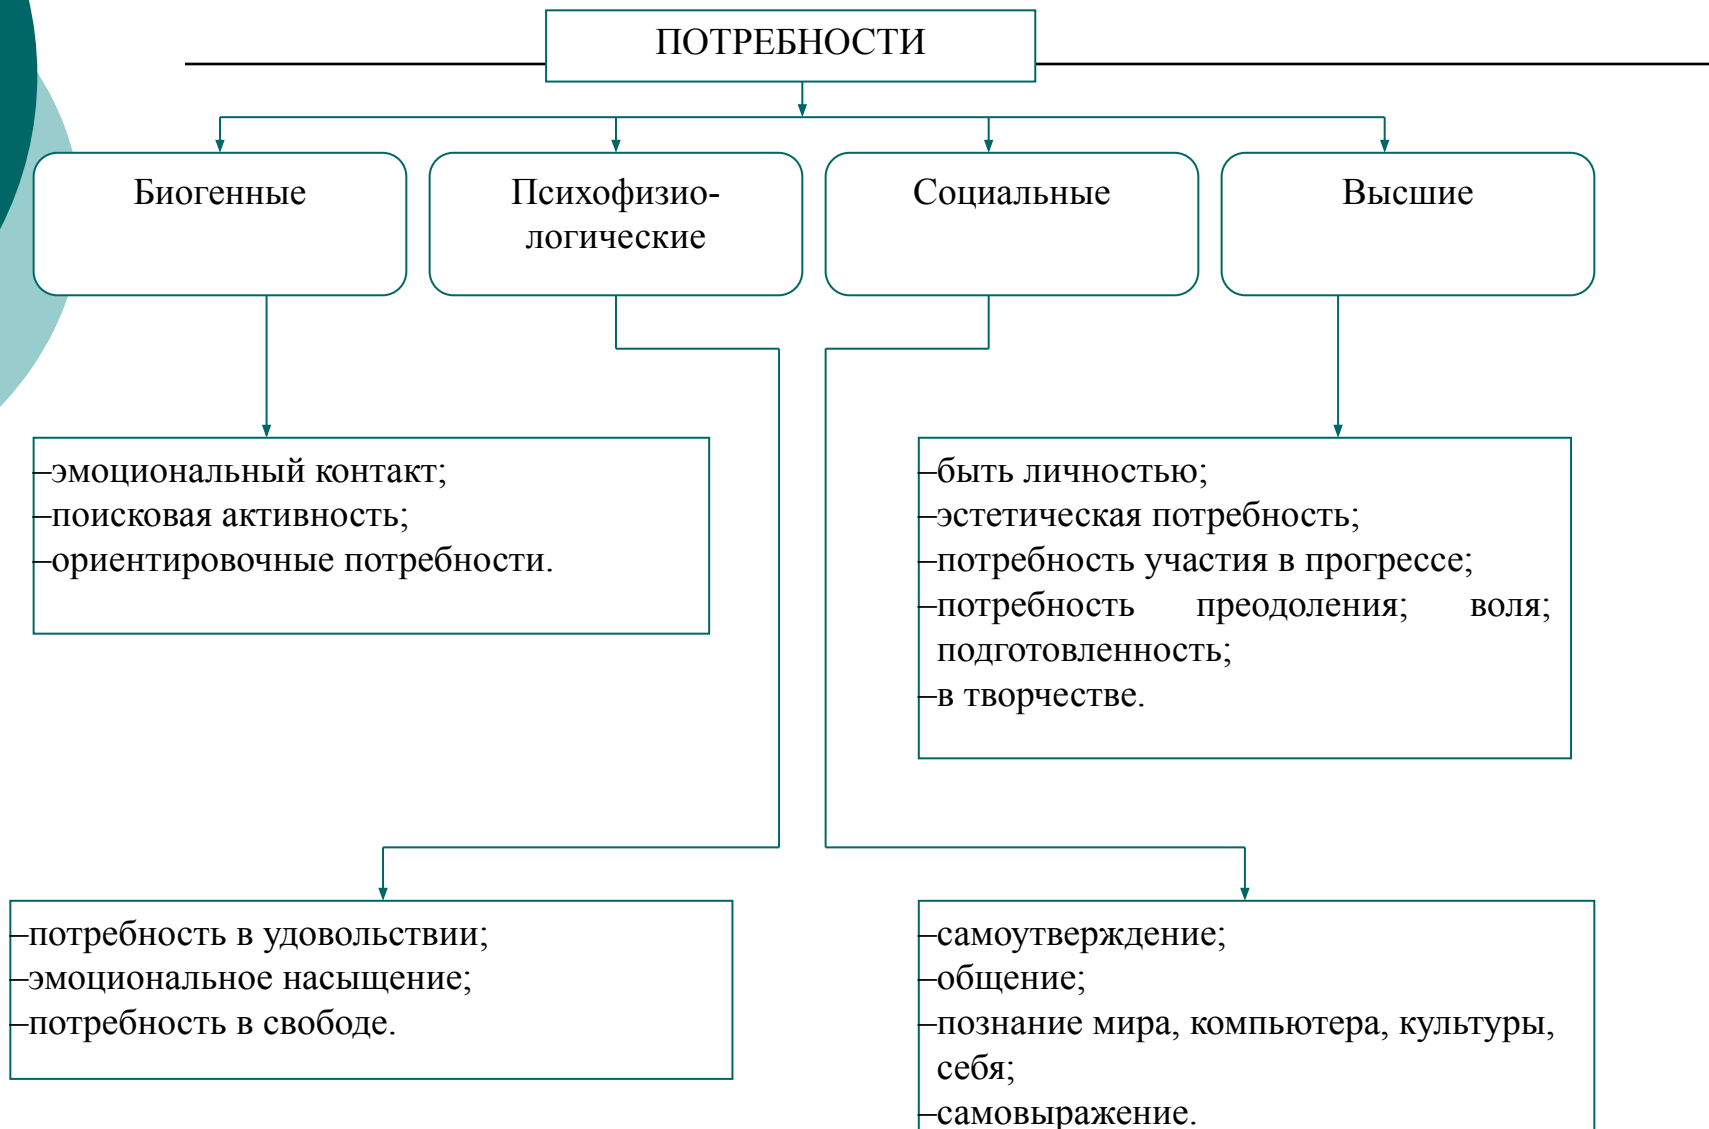 ПОТРЕБНОСТИ
Биогенные
Психофизио-
логические
Социальные
Высшие
–эмоциональный контакт;
–поисковая активность;
–ориентировочные потребности.
–быть личностью;
–эстетическая потребность;
–потребность участия в прогрессе;
–потребность преодоления; воля;
подготовленность;
–в творчестве.
–потребность в удовольствии;
–эмоциональное насыщение;
–потребность в свободе.
–самоутверждение;
–общение;
–познание мира, компьютера, культуры,
себя;
–самовыражение.